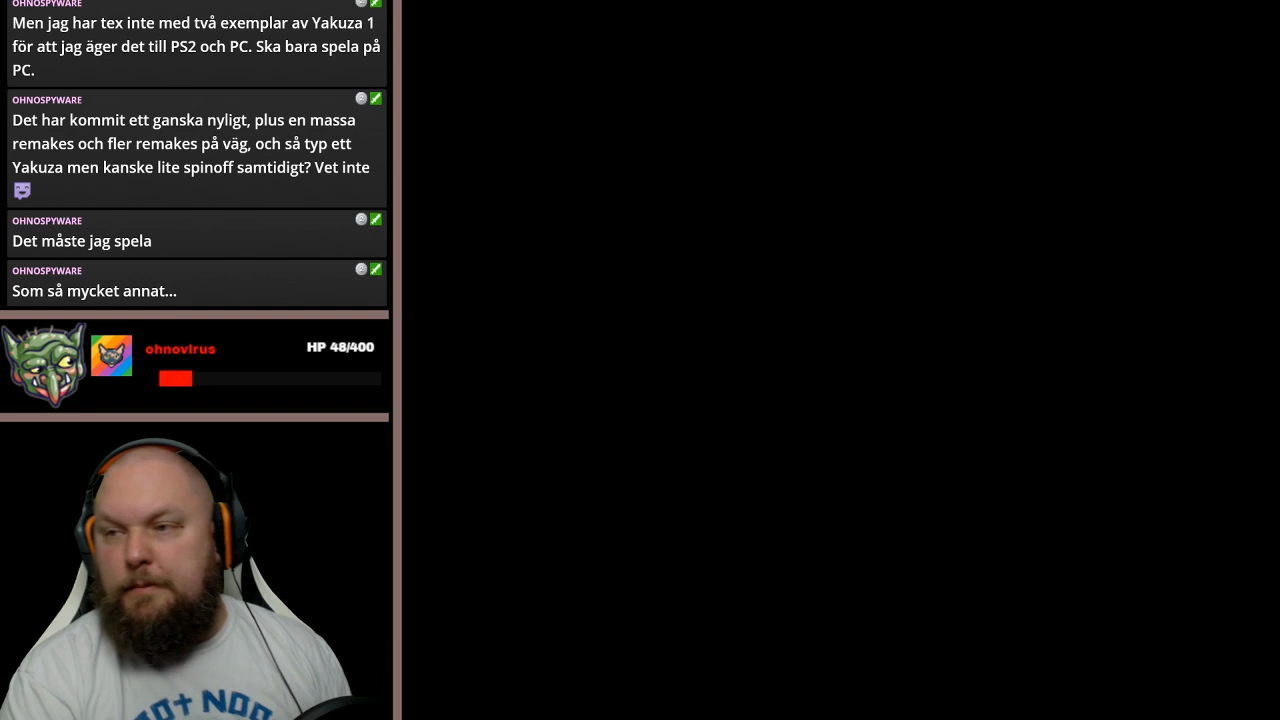 OHNOSPYWARE
Men jag har tex inte med två exemplar av Yakuza 1
för att jag äger det till PS2 och PC. Ska bara spela på
PC.
OHNOSPYWARE
Det har kommit ett ganska nyligt, plus en massa
remakes och fler remakes på väg, och så typ ett
Yakuza men kanske lite spinoff samtidigt? Vet inte
OHNOSPYWARE
Det måste jag spela
OHNOSPYWARE
Som så mycket annat...
ohnovirus
HP 48/400